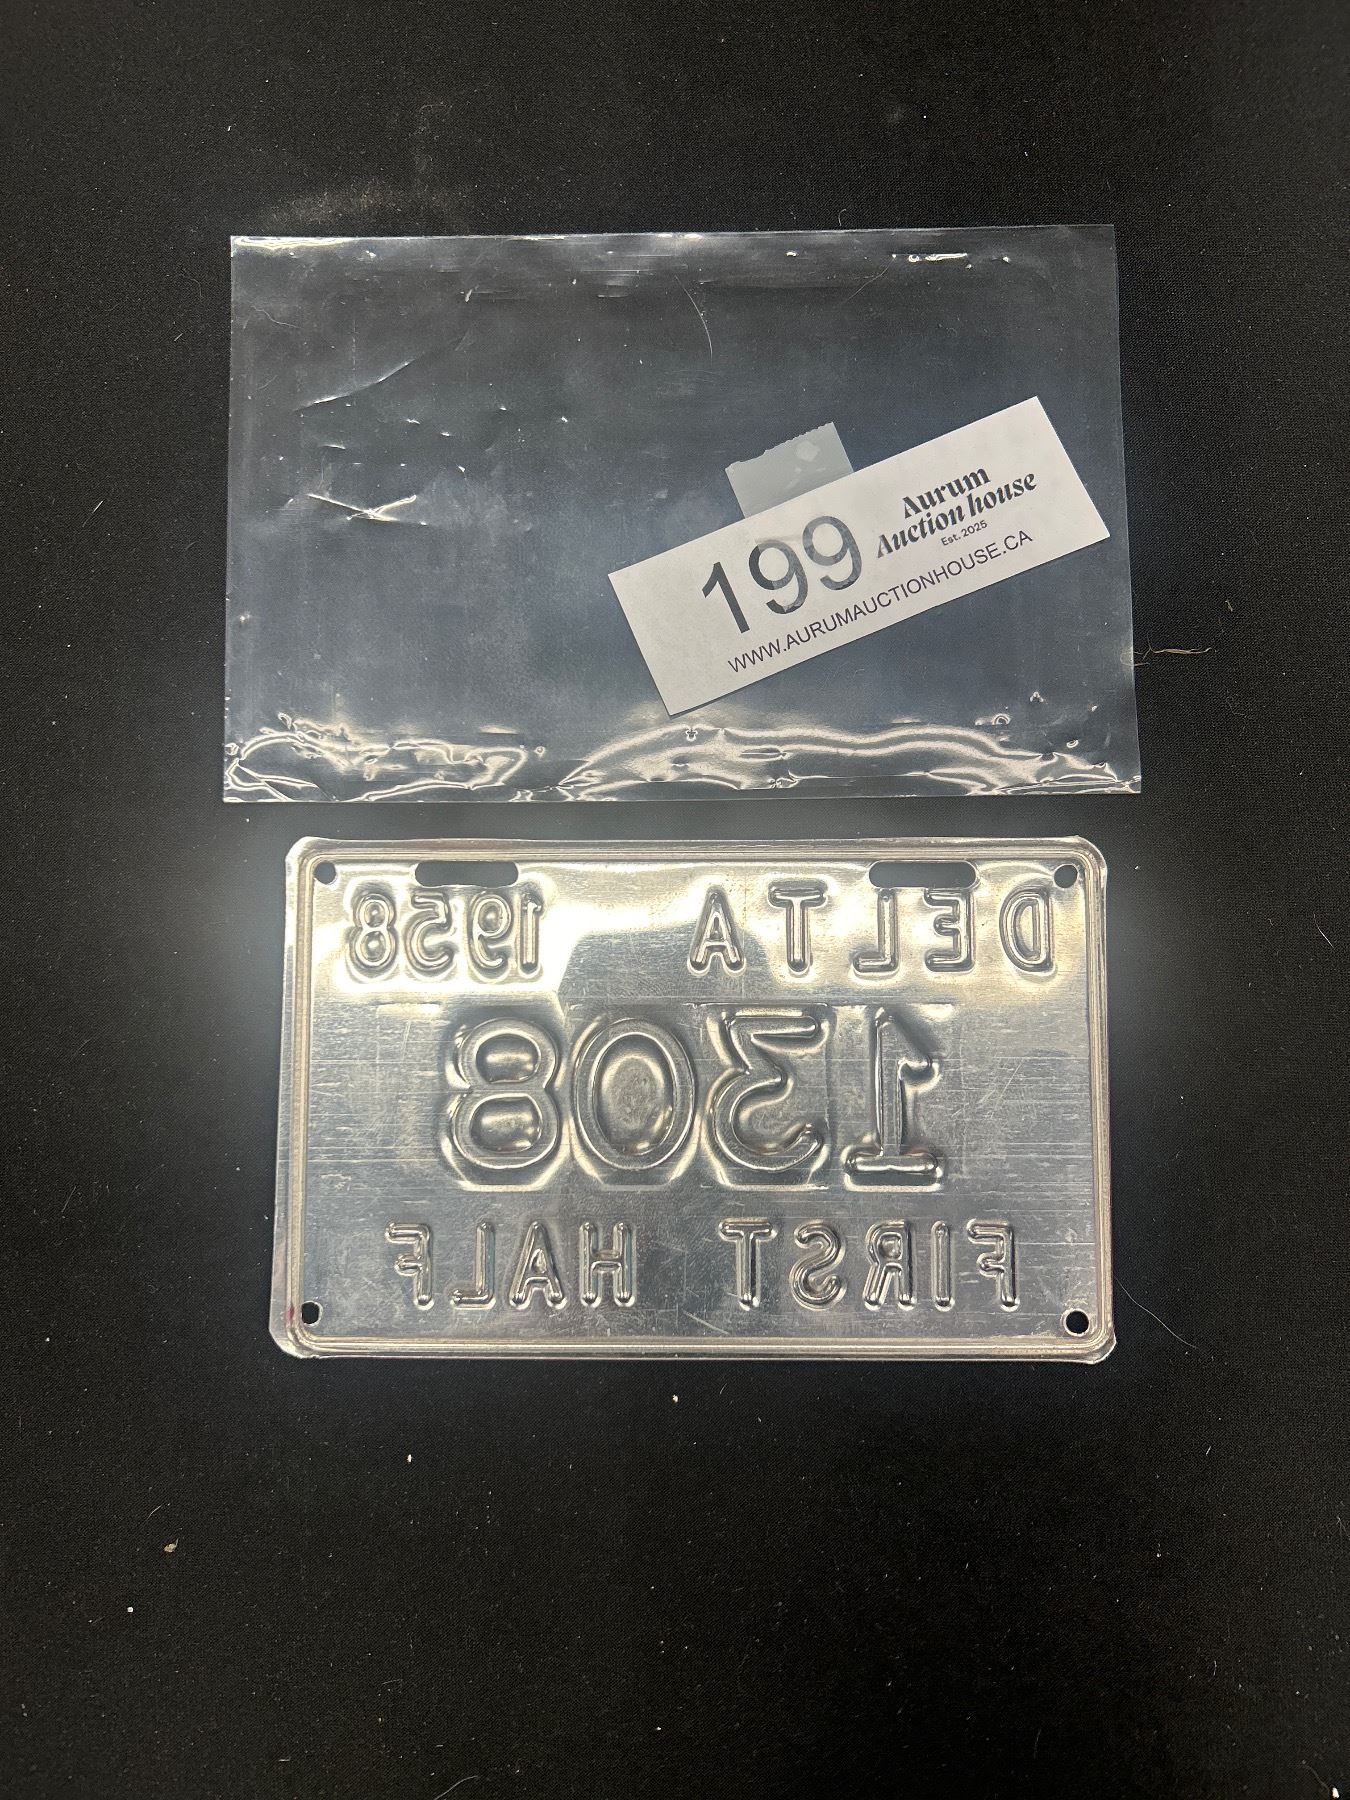 199
Aurum
Auction house
Est. 2025
WWW.AURUMAUCTIONHOUSE.CA
DELTA 1958
1308
FIRST HALF